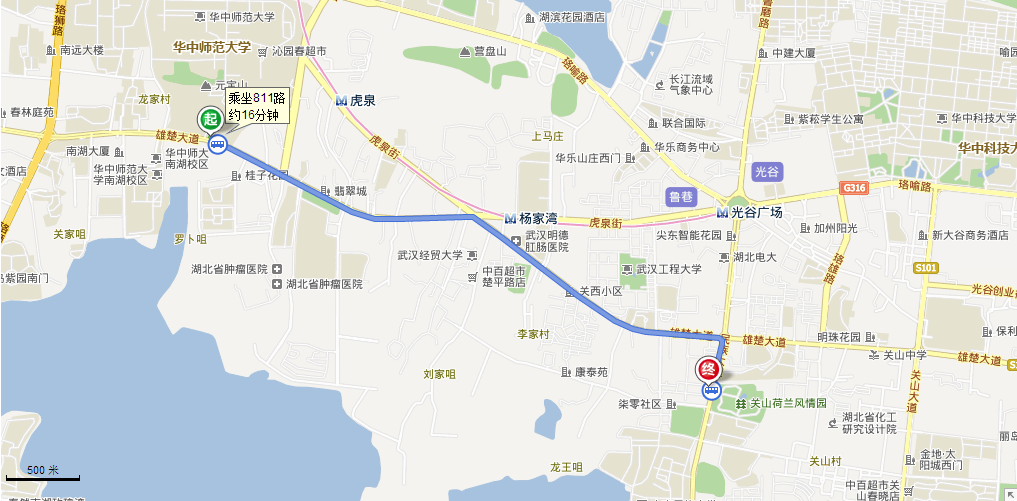 珞狮路
南远大楼
华中师范大学
华中师范大学
沁园春超市
元宝山
龙家村
春林庭苑
雄楚大道
南湖大厦
华中师范大
学南湖校区
华中师大
南湖校区
桂子花园
关家咀
罗卜咀
起
乘坐811路
约16分钟
虎泉
虎泉街
翡翠城
营盘山
湖滨花园酒店
珞喻路
上马庄
华乐山庄西门
杨家湾
虎泉街
武汉明德
肛肠医院
武汉经贸大学
中百超市
楚平路店
湖北省肿瘤医院
湖北省肿瘤医院
关西小区
李家村
刘家咀
康泰苑
柒零社区
龙王咀
500 米
鲁磨路
中建大厦
长江流域
气象中心
联合国际
华乐商务中心
紫菘学生公寓
华中科技大
华中科技大
光谷
鲁巷
光谷广场
尖东智能花园
湖北电大
武汉工程大学
加州阳光
珞雄路
G316
珞喻路
新大谷商务酒店
S101
光谷创业
雄楚大道
雄楚大道
雄楚大道
明珠花园
关山中学
保利
关山大道
终
关山荷兰风情园
湖北省化工
研究设计院
关山村
金地·太
阳城西门
中百超市关
山春晓店